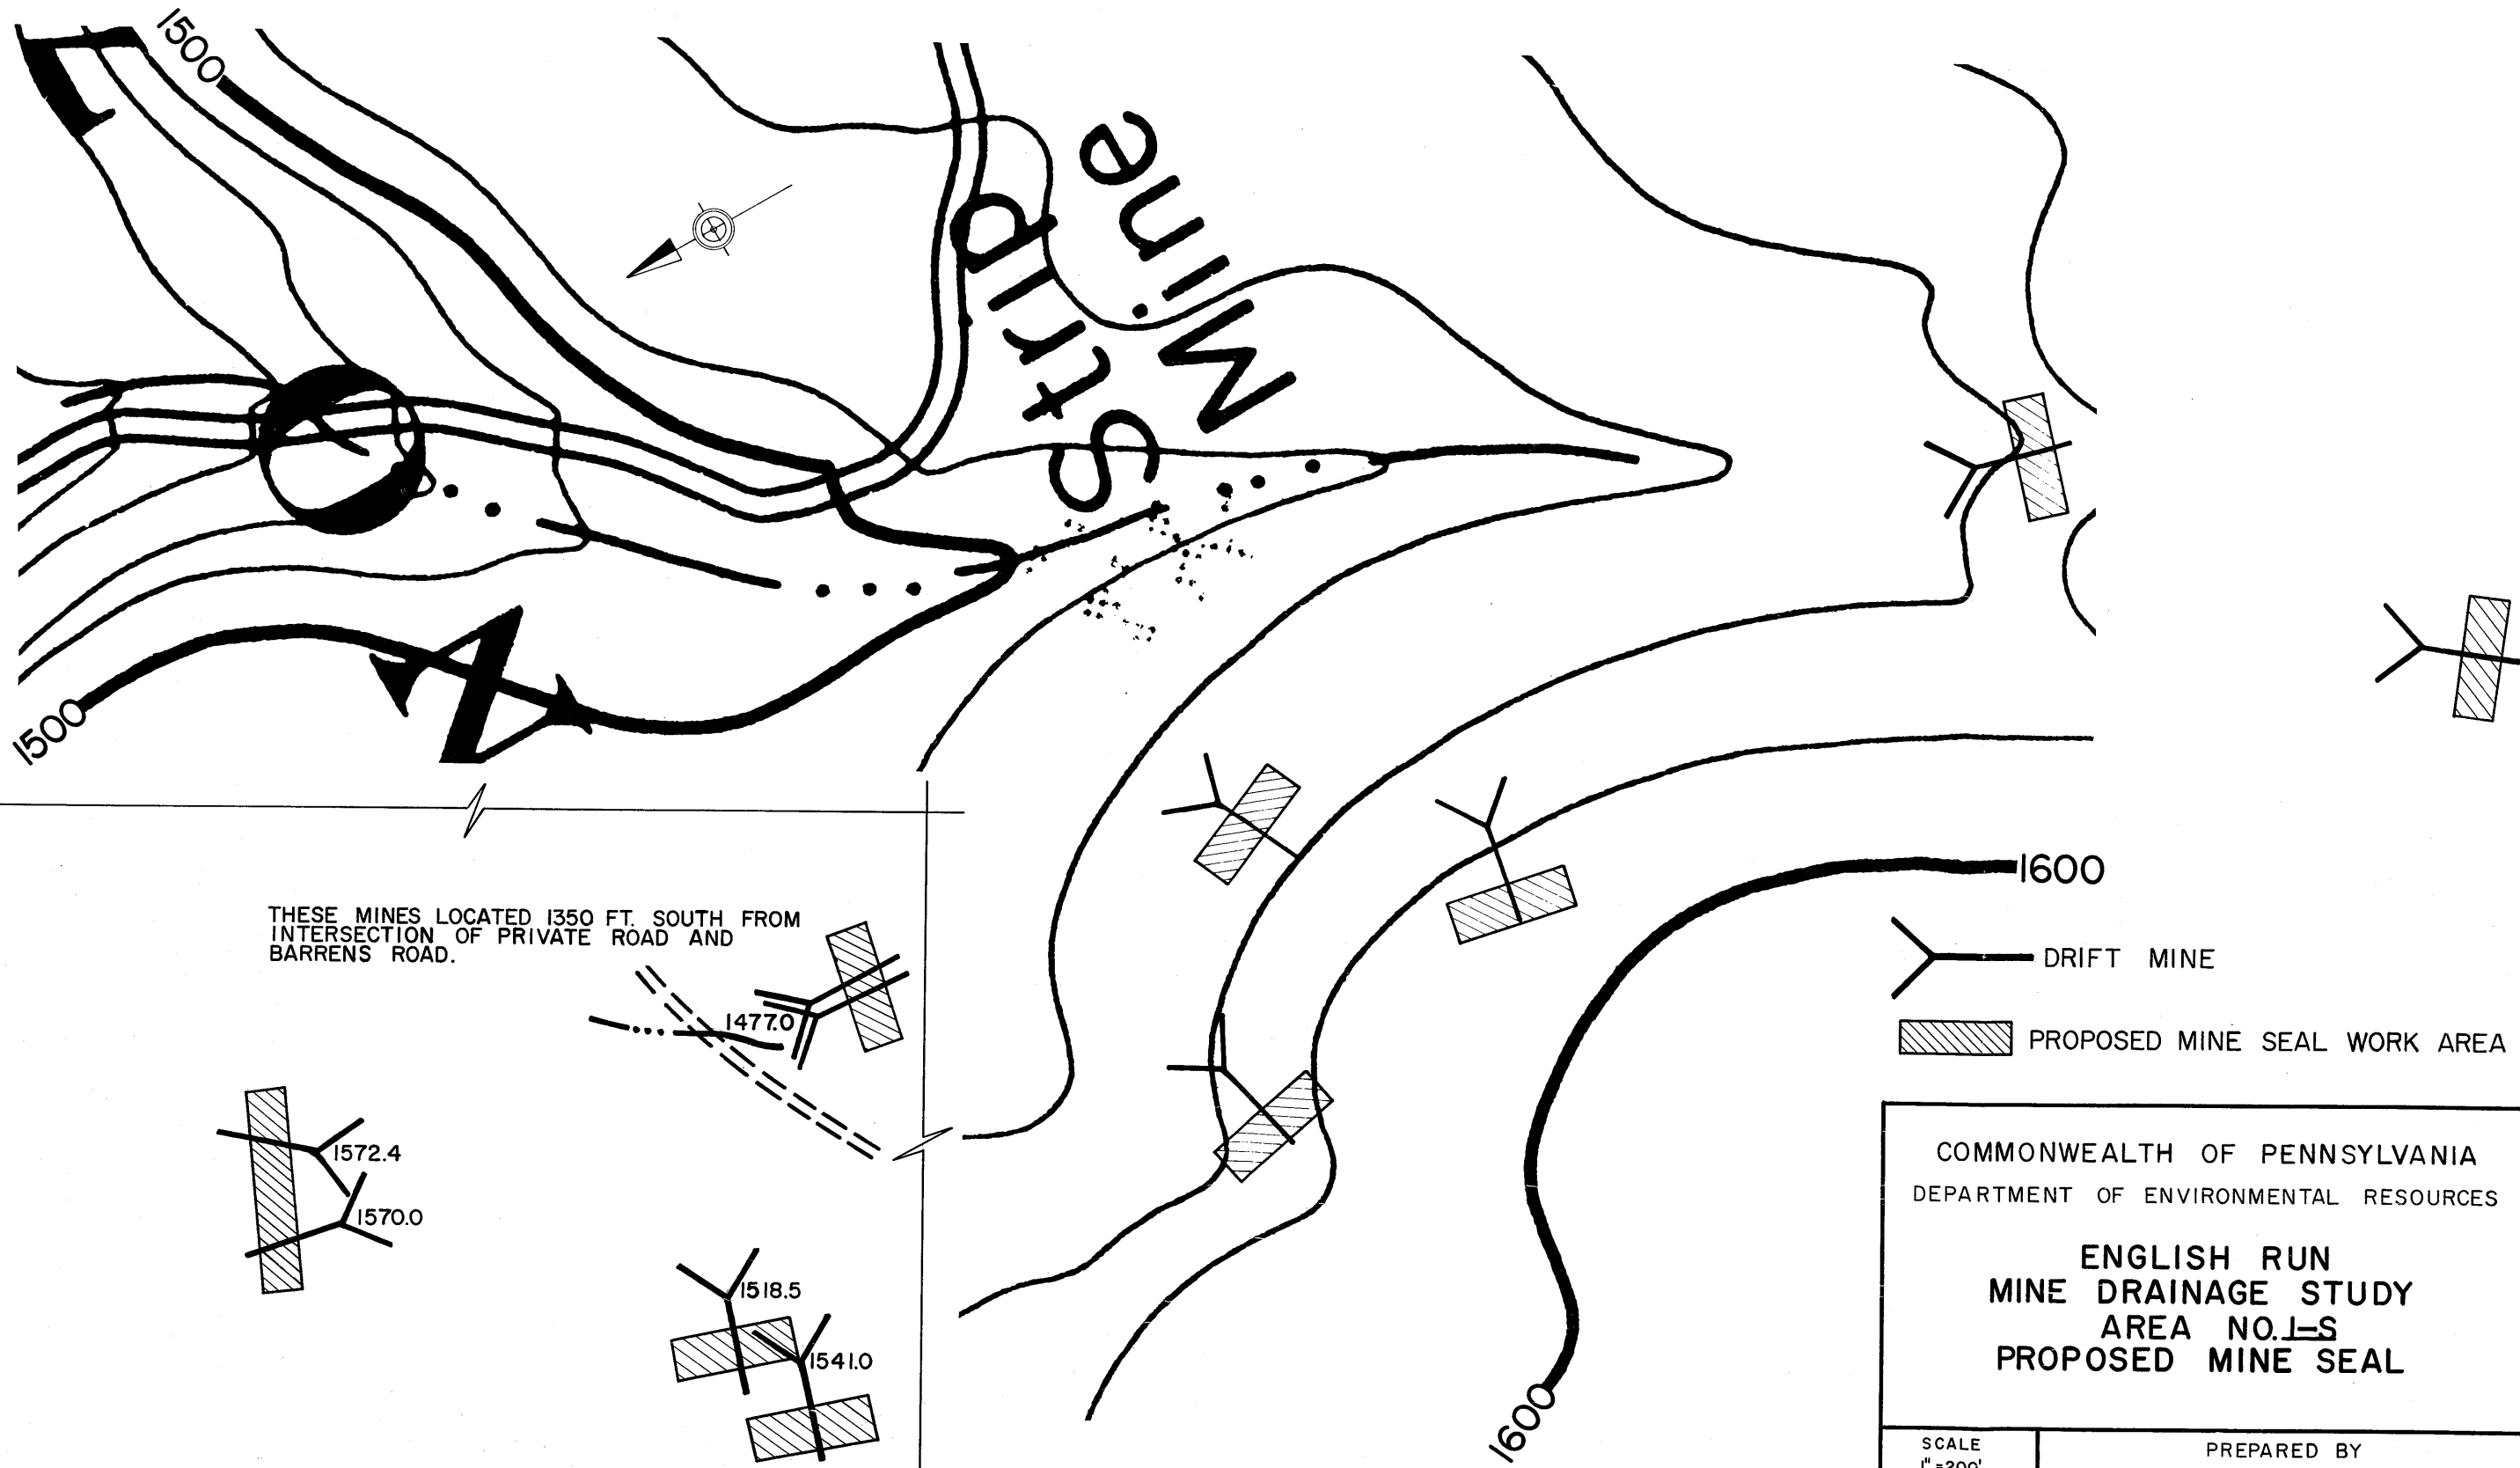 1500
Strip
Mine
1500
THESE MINES LOCATED 1350 FT. SOUTH FROM
INTERSECTION OF PRIVATE ROAD AND
BARRENS ROAD.
1477.0
1572.4
1570.0
1518.5
1541.0
1600
1600
DRIFT MINE
PROPOSED MINE SEAL WORK AREA
COMMONWEALTH OF PENNSYLVANIA
DEPARTMENT OF ENVIRONMENTAL RESOURCES
ENGLISH RUN
MINE DRAINAGE STUDY
AREA NO. 1-S
PROPOSED MINE SEAL
SCALE
1" = 200'
PREPARED BY